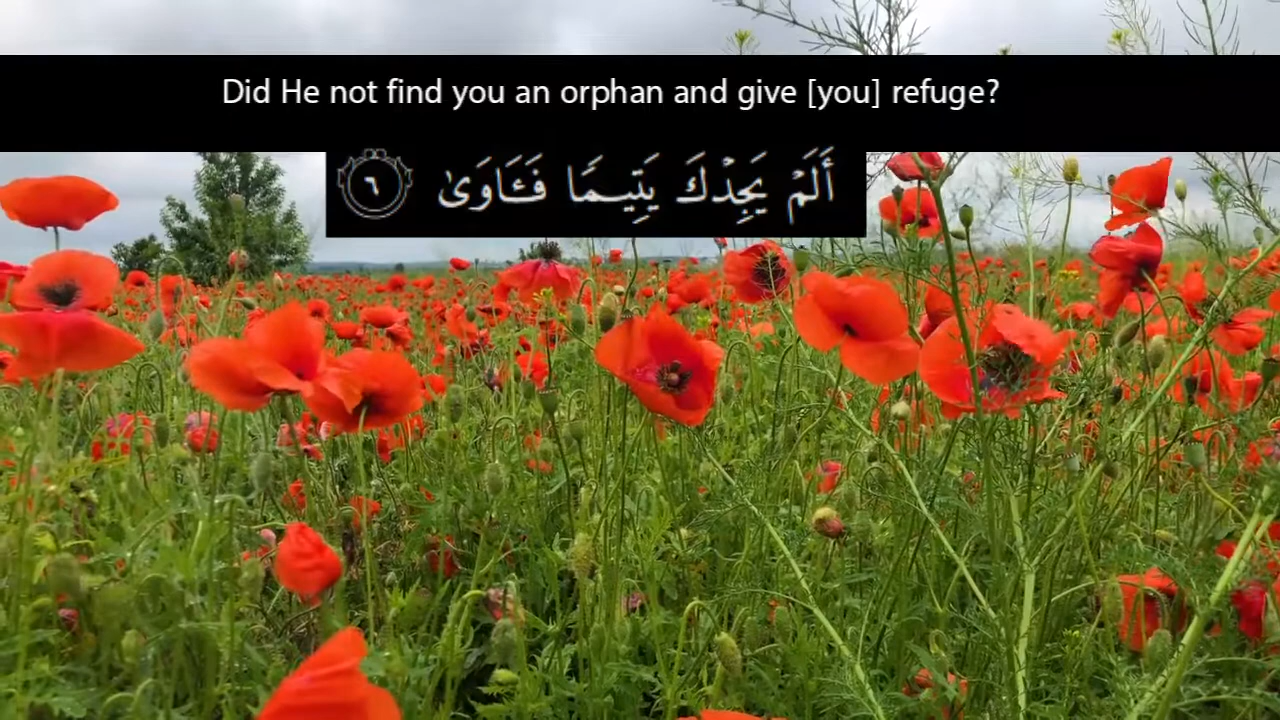 Did He not find you an orphan and give [you] refuge?
أَلَمْ يَجِدْكَ يَتِيمًا فَـَٔاوَىٰ ٦